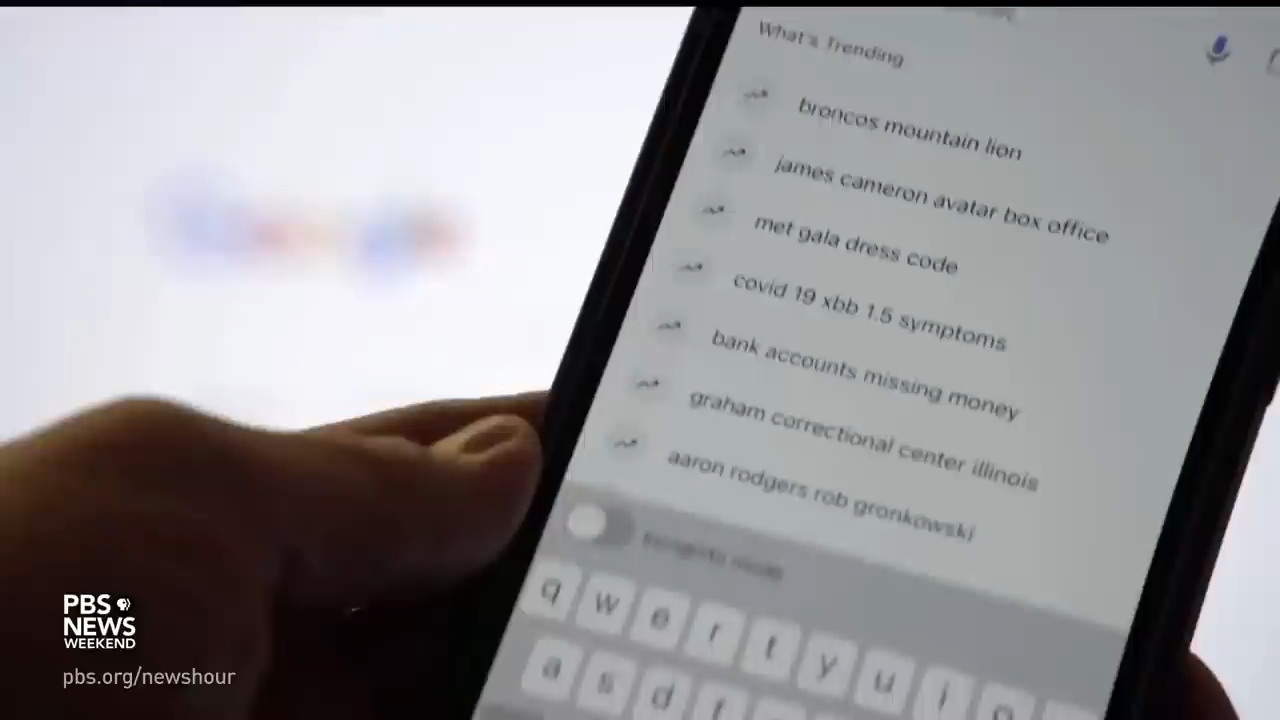 What's Trending
broncos mountain lion
james cameron avatar box office
met gala dress code
covid 19 xbb 1.5 symptoms
bank accounts missing money
graham correctional center illinois
aaron rodgers rob gronkowski
Incognito mode
q w e r t y u i o
a s d f
PBS
NEWS
WEEKEND
pbs.org/newshour